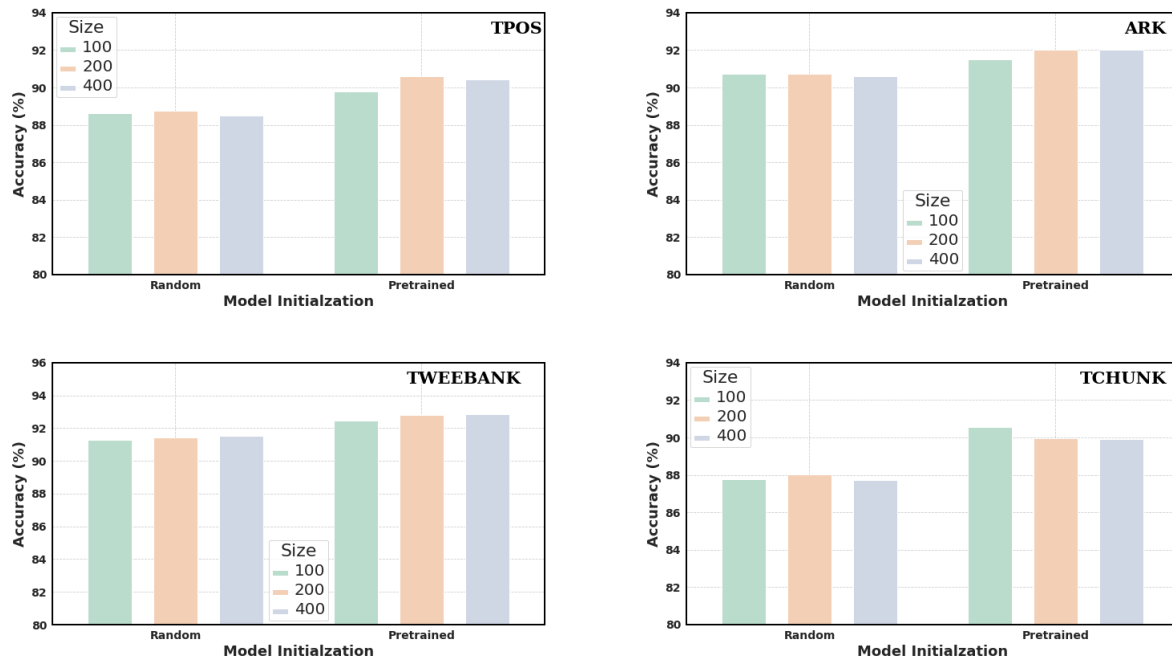 TPOS
Size
100
200
400
94
92
90
88
86
84
82
80
Accuracy (%)
Random
Pretrained
Model Initialzation
ARK
Size
100
200
400
94
92
90
88
86
84
82
80
Accuracy (%)
Random
Pretrained
Model Initialzation
TWEEBANK
Size
100
200
400
96
94
92
90
88
86
84
82
80
Accuracy (%)
Random
Pretrained
Model Initialzation
TCHUNK
Size
100
200
400
94
92
90
88
86
84
82
80
Accuracy (%)
Random
Pretrained
Model Initialzation